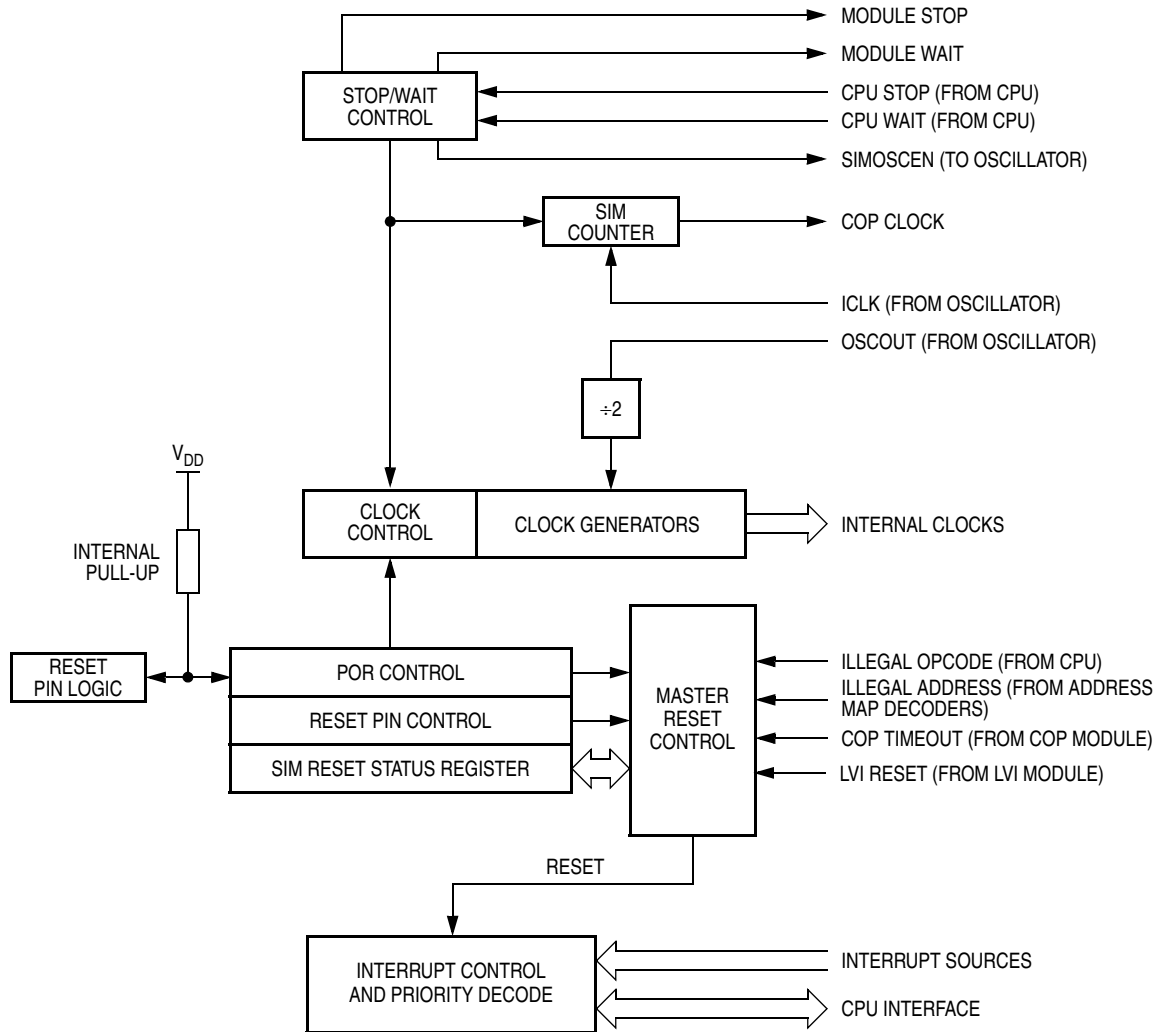 MODULE STOP
MODULE WAIT
STOP/WAIT
CONTROL
CPU STOP (FROM CPU)
CPU WAIT (FROM CPU)
SIMOSCEN (TO OSCILLATOR)
SIM
COUNTER
COP CLOCK
ICLK (FROM OSCILLATOR)
OSCOUT (FROM OSCILLATOR)
÷2
VDD
INTERNAL
PULL-UP
CLOCK
CONTROL
CLOCK GENERATORS
INTERNAL CLOCKS
RESET
PIN LOGIC
POR CONTROL
RESET PIN CONTROL
SIM RESET STATUS REGISTER
MASTER
RESET
CONTROL
ILLEGAL OPCODE (FROM CPU)
ILLEGAL ADDRESS (FROM ADDRESS
MAP DECODERS)
COP TIMEOUT (FROM COP MODULE)
LVI RESET (FROM LVI MODULE)
RESET
INTERRUPT CONTROL
AND PRIORITY DECODE
INTERRUPT SOURCES
CPU INTERFACE